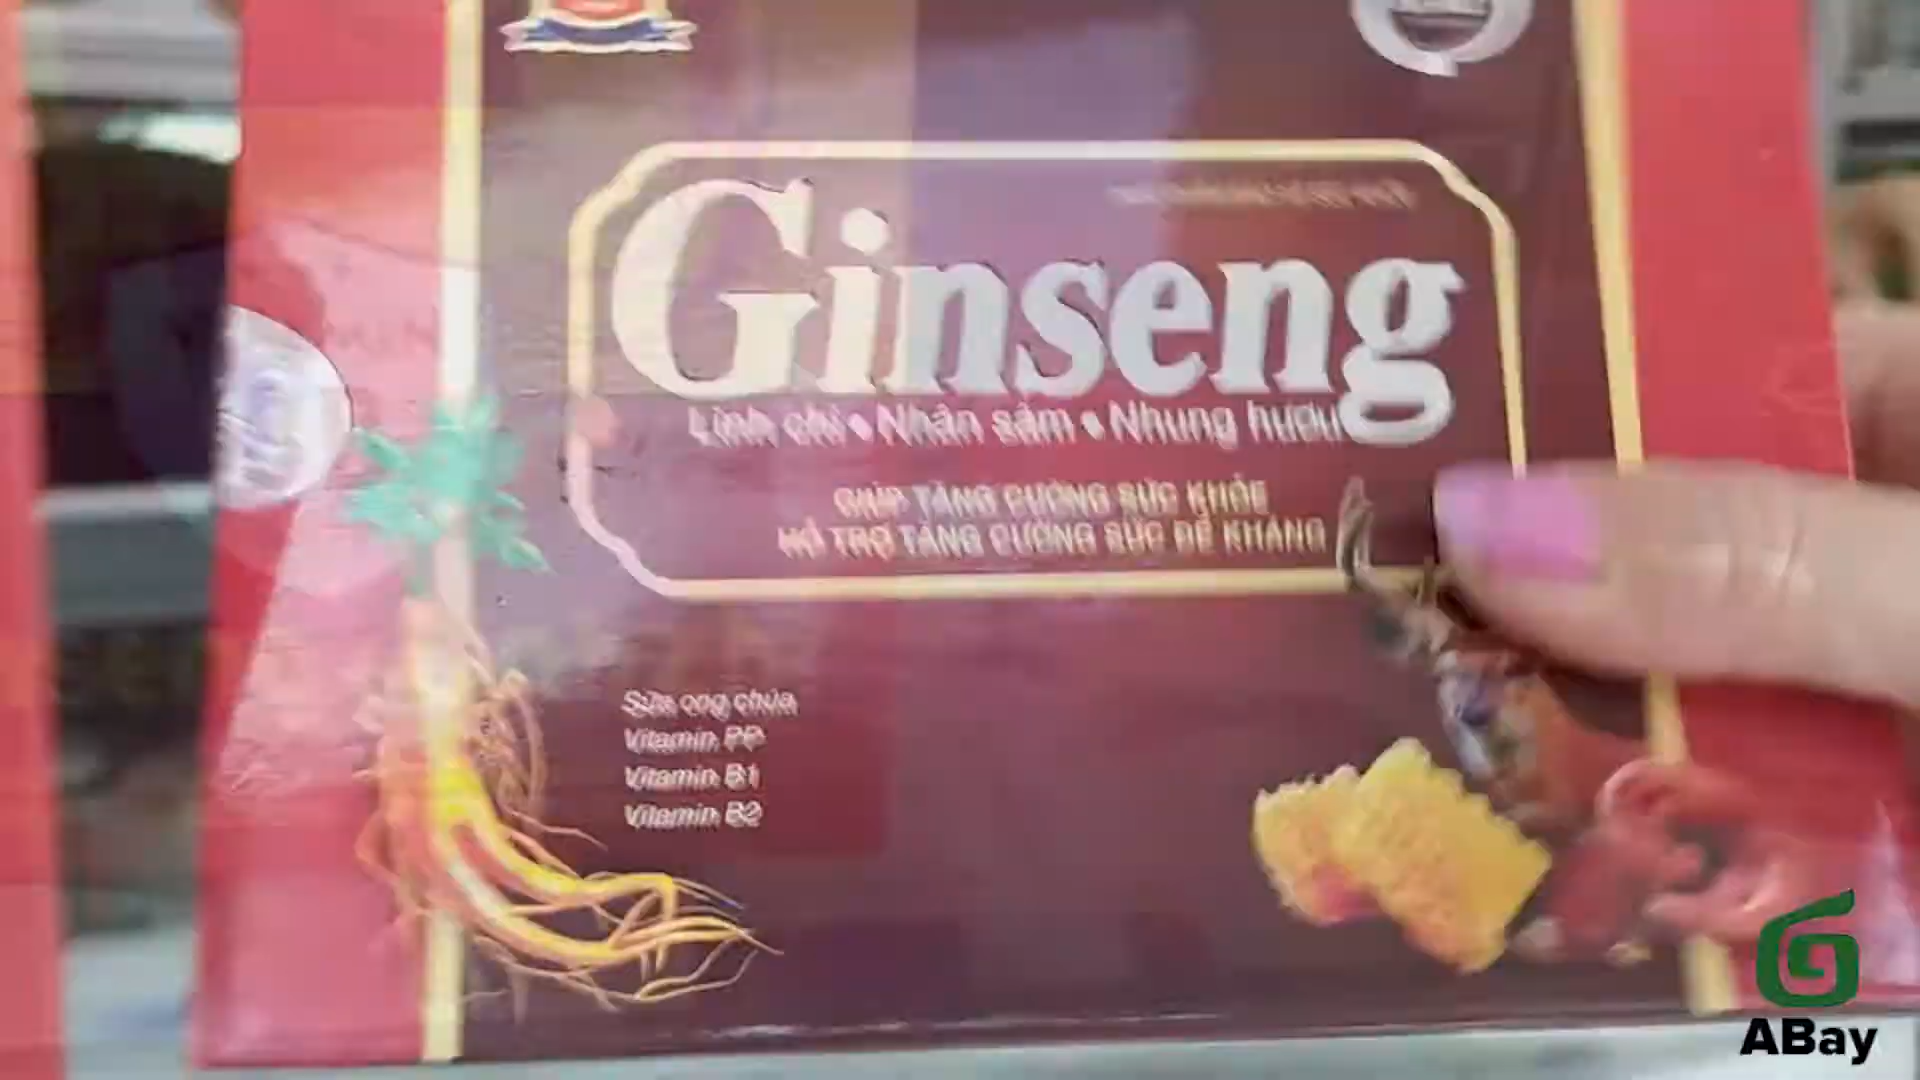 Ginseng
Linh chi • Nhân sâm • Nhung hươu
GIÚP TĂNG CƯỜNG SỨC KHỎE
HỖ TRỢ TĂNG CƯỜNG SỨC ĐỀ KHÁNG
Sữa ong chúa
Vitamin PP
Vitamin B1
Vitamin B2
ABay